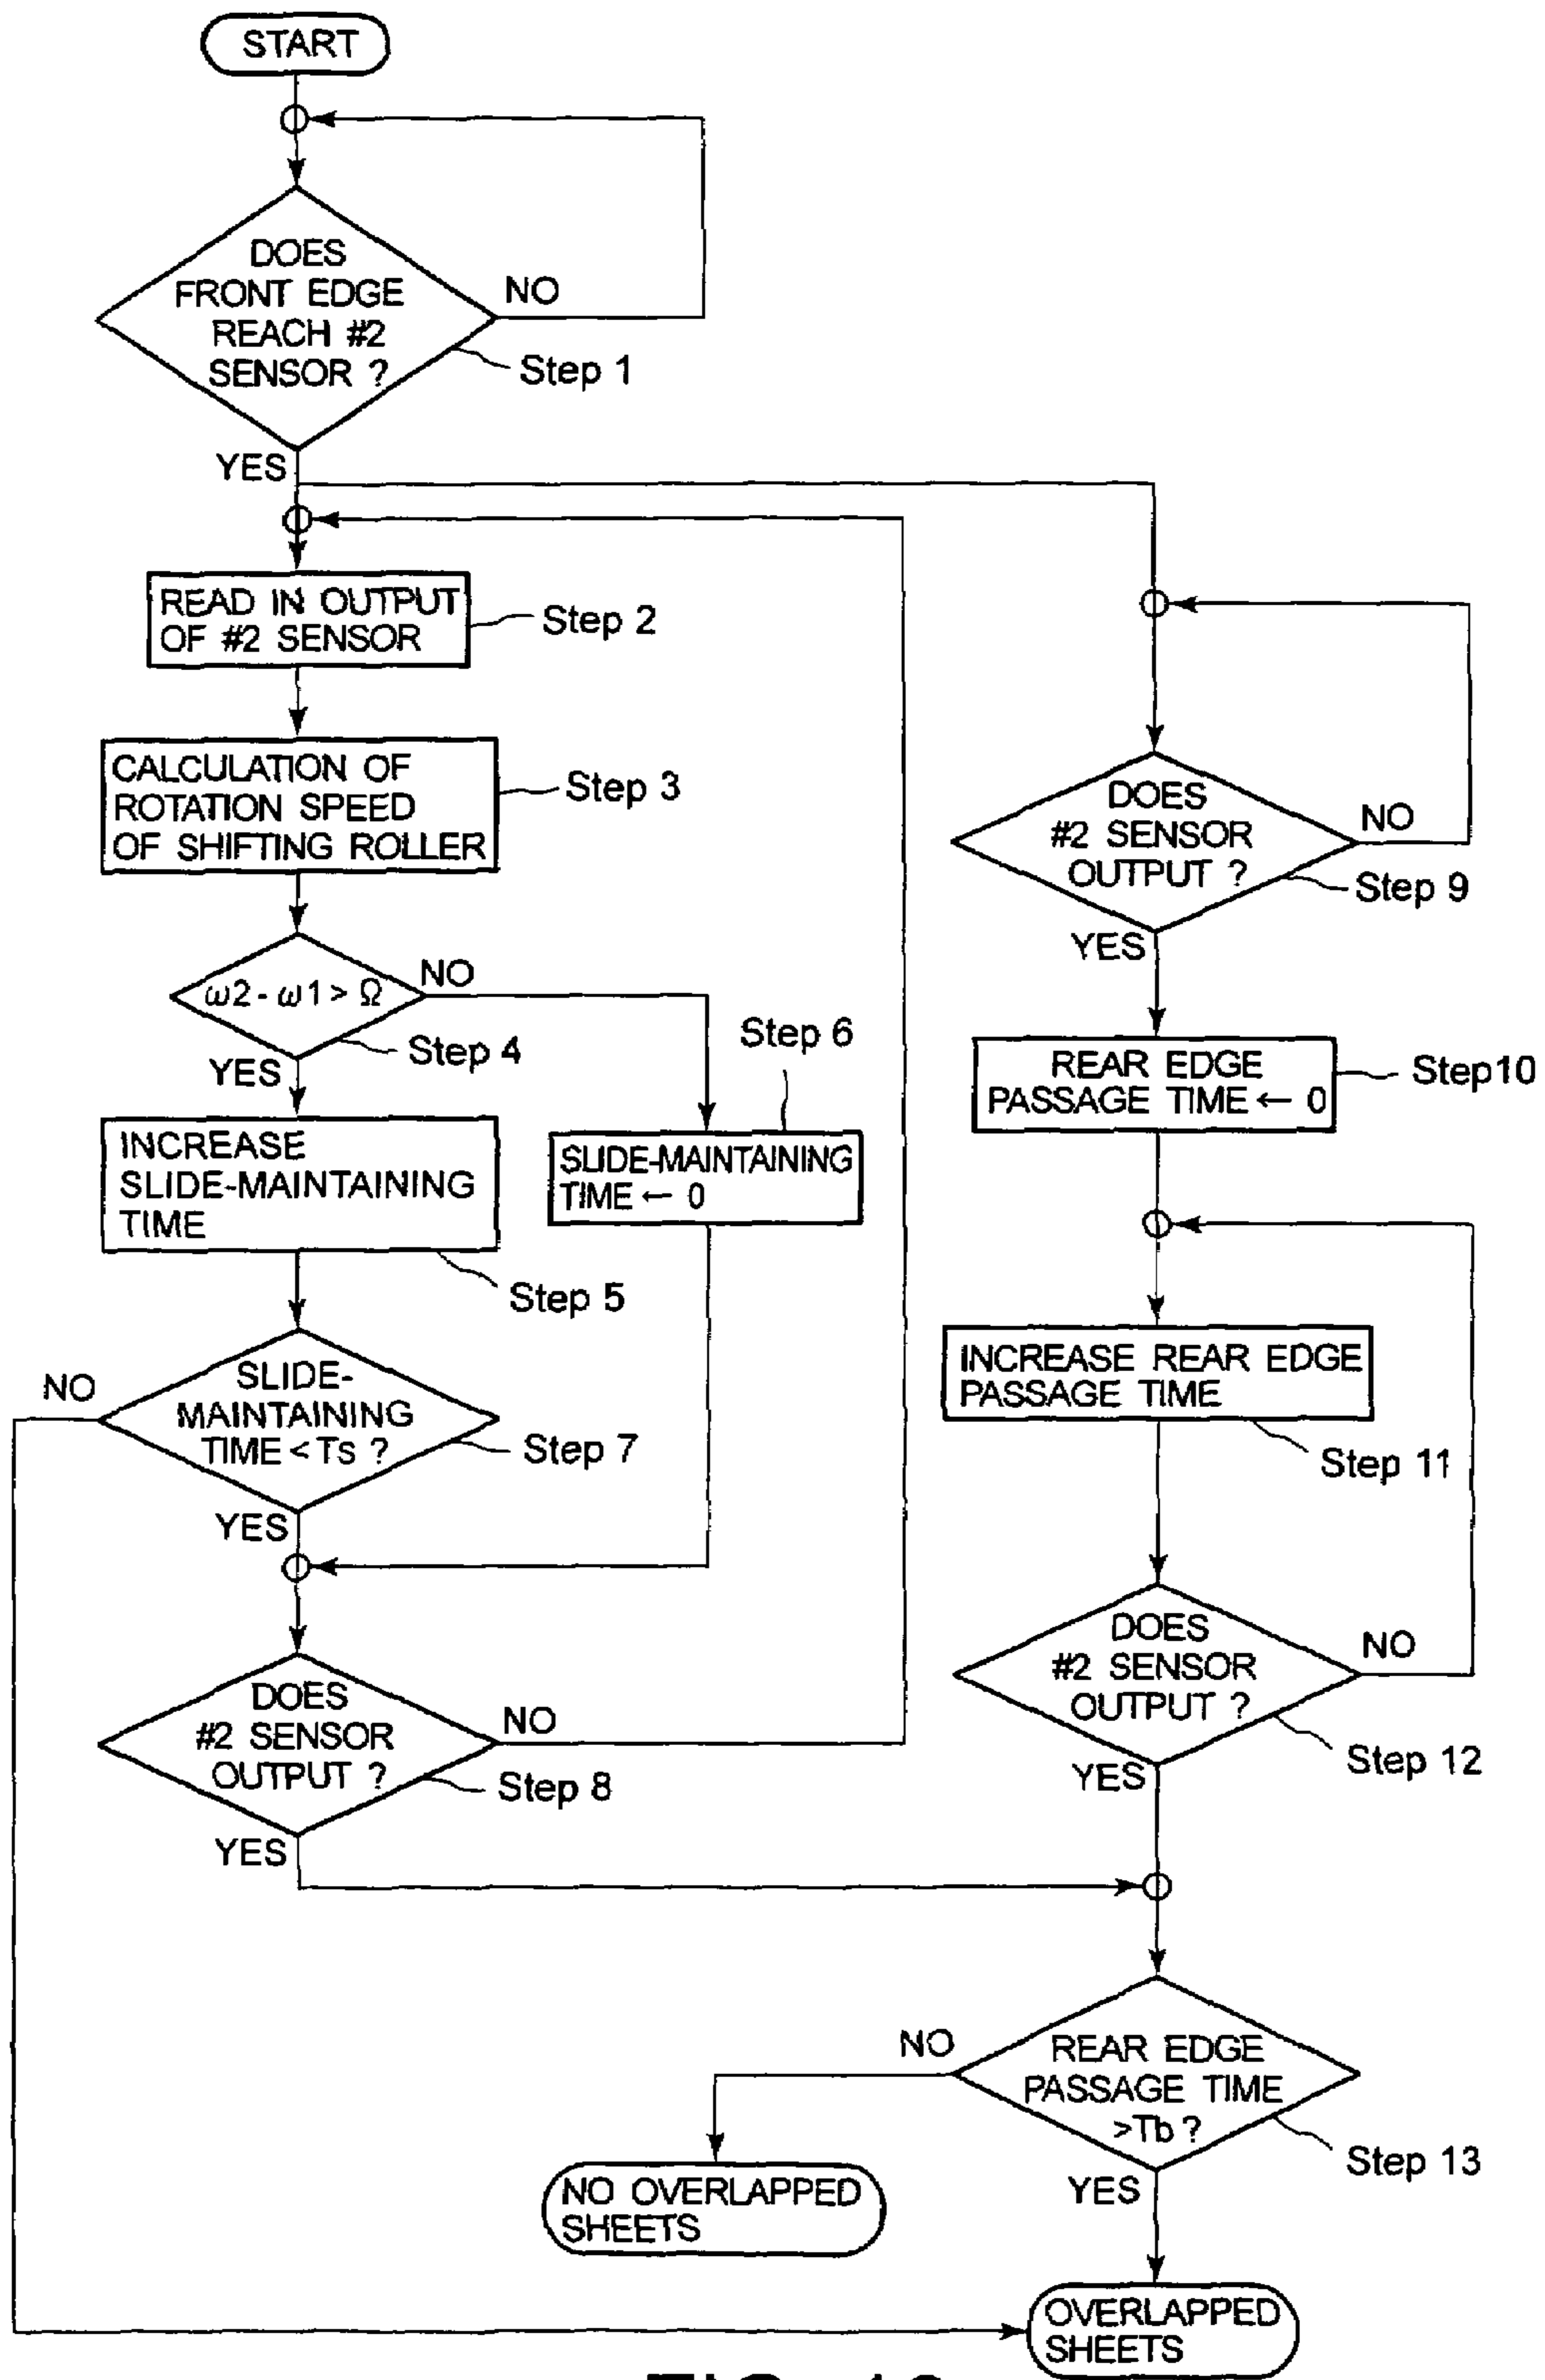 START
DOES
FRONT EDGE
REACH #2
SENSOR ?
NO
Step 1
YES
READ IN OUTPUT
OF #2 SENSOR
Step 2
CALCULATION OF
ROTATION SPEED
OF SHIFTING ROLLER
Step 3
ω2 - ω1 > Ω
NO
Step 4
YES
INCREASE
SLIDE-MAINTAINING
TIME
Step 5
Step 6
SLIDE-MAINTAINING
TIME ← 0
SLIDE-
MAINTAINING
TIME < Ts ?
NO
Step 7
YES
DOES
#2 SENSOR
OUTPUT ?
NO
Step 8
YES
DOES
#2 SENSOR
OUTPUT ?
NO
Step 9
YES
REAR EDGE
PASSAGE TIME ← 0
Step10
INCREASE REAR EDGE
PASSAGE TIME
Step 11
DOES
#2 SENSOR
OUTPUT ?
NO
Step 12
YES
REAR EDGE
PASSAGE TIME
>Tb ?
NO
Step 13
YES
NO OVERLAPPED
SHEETS
OVERLAPPED
SHEETS